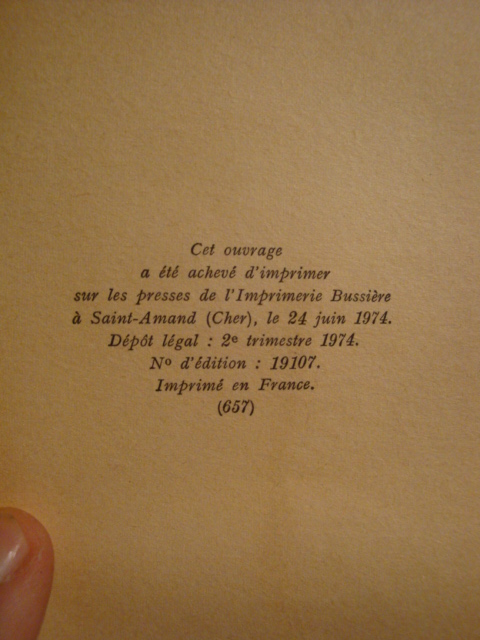 Cet ouvrage
a été achevé d'imprimer
sur les presses de l'Imprimerie Bussière
à Saint-Amand (Cher), le 24 juin 1974.
Dépôt légal : 2e trimestre 1974.
No d'édition : 19107.
Imprimé en France.
(657)